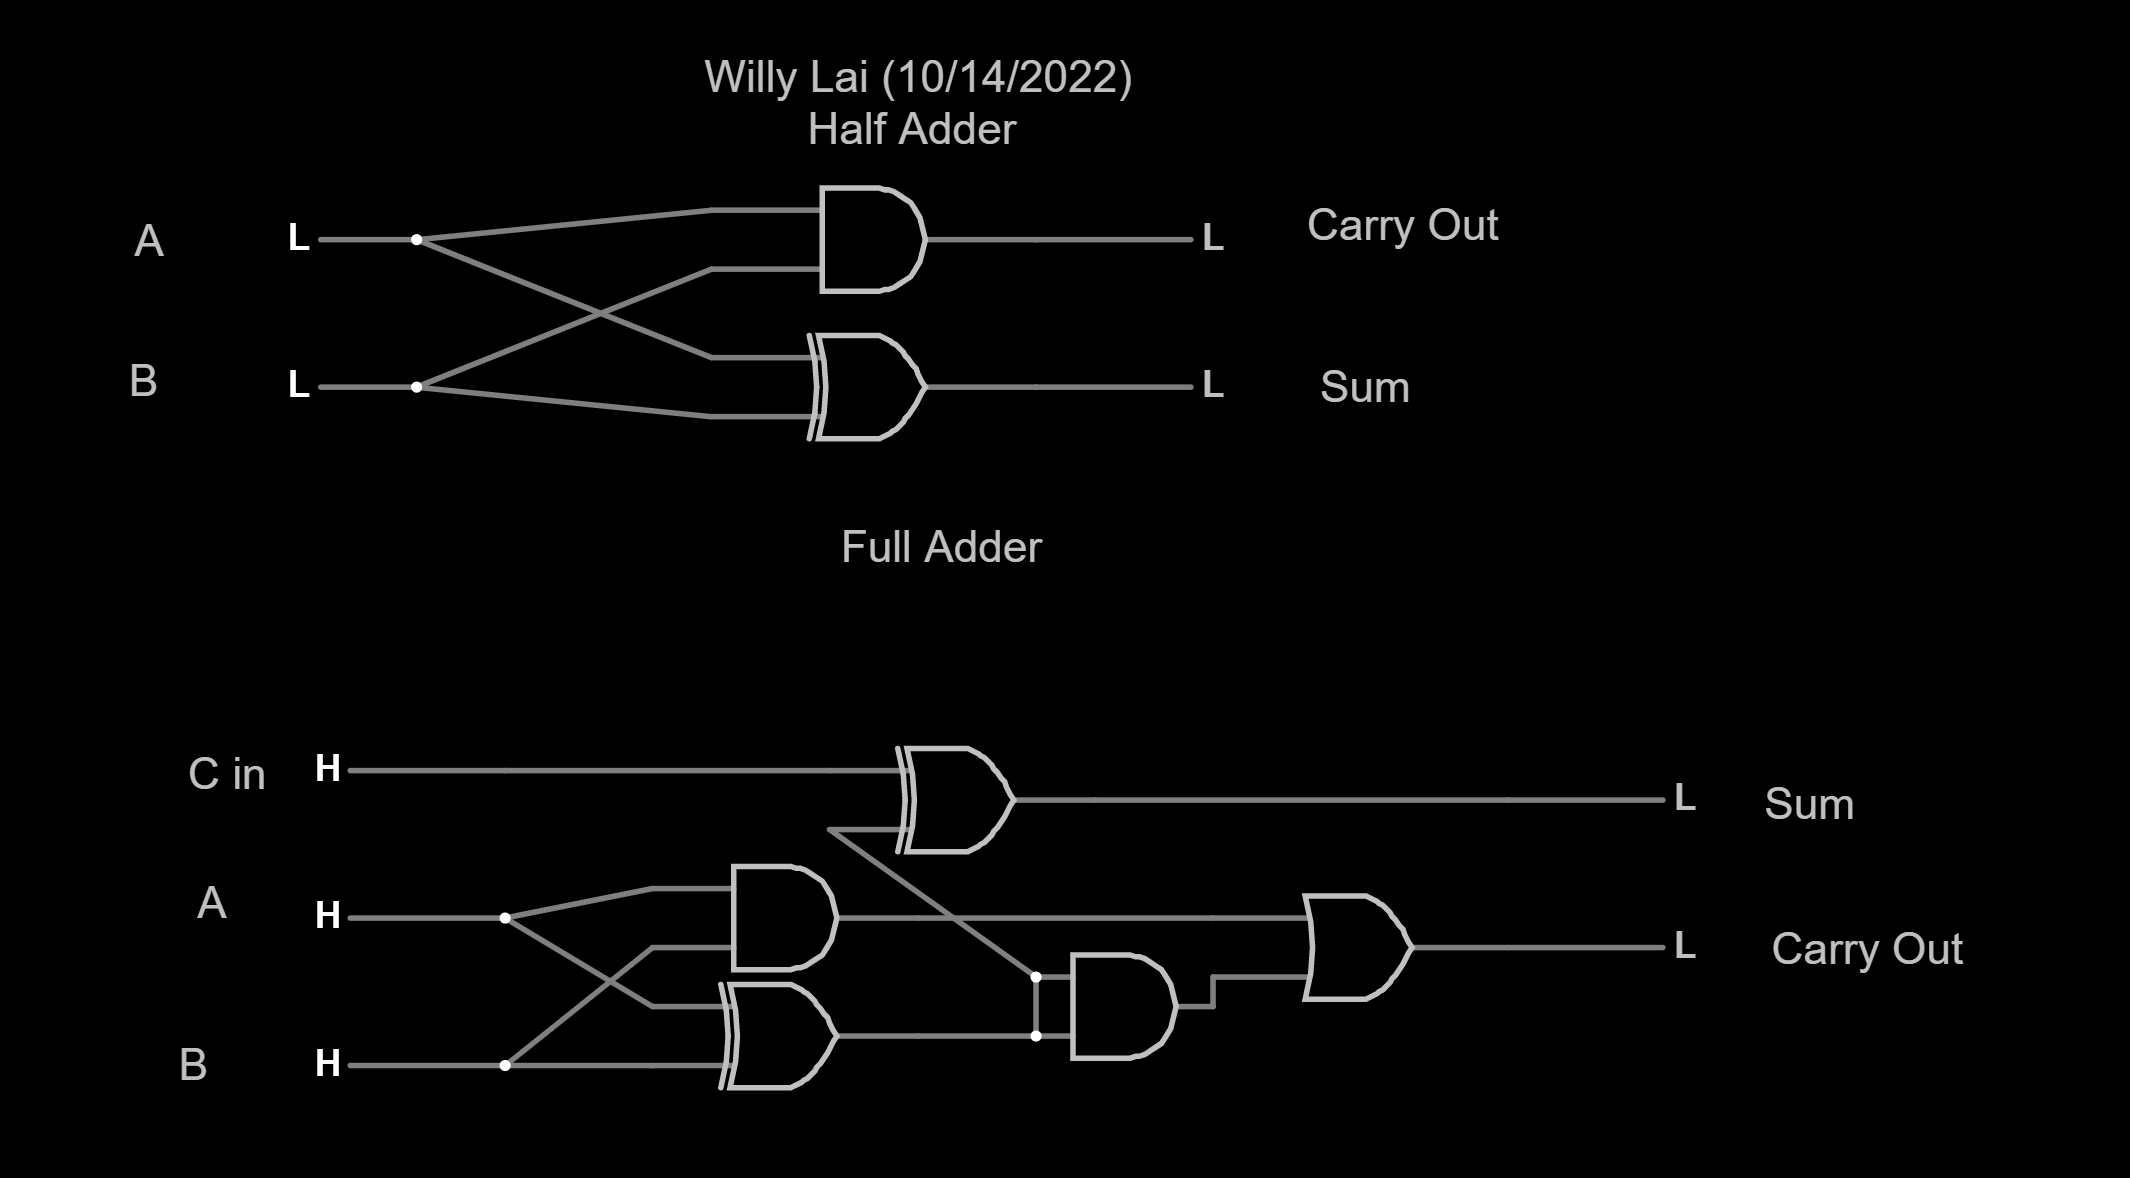 Willy Lai (10/14/2022)
Half Adder
A L L Carry Out
B L L Sum
Full Adder
C in H L Sum
A H L Carry Out
B H